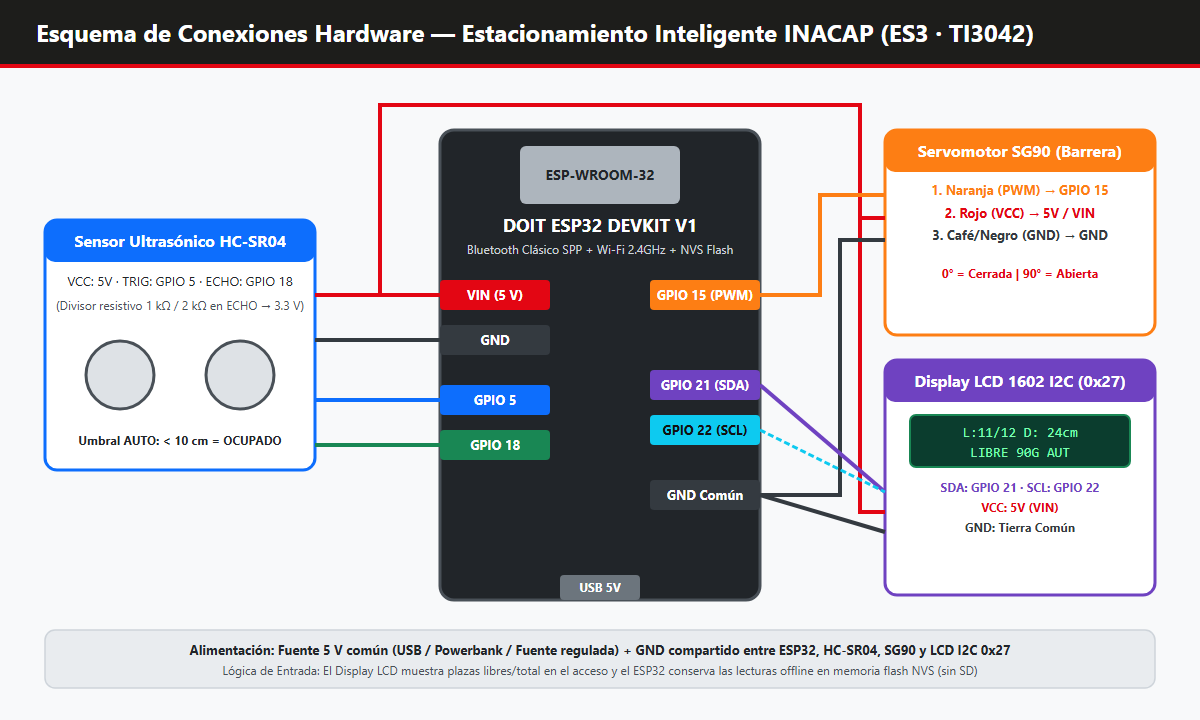 Esquema de Conexiones Hardware — Estacionamiento Inteligente INACAP (ES3 · TI3042)
Sensor Ultrasónico HC-SR04
VCC: 5V · TRIG: GPIO 5 · ECHO: GPIO 18
(Divisor resistivo 1 kΩ / 2 kΩ en ECHO → 3.3 V)
Umbral AUTO: < 10 cm = OCUPADO
ESP-WROOM-32
DOIT ESP32 DEVKIT V1
Bluetooth Clásico SPP + Wi-Fi 2.4GHz + NVS Flash
VIN (5 V)
GND
GPIO 5
GPIO 18
GPIO 15 (PWM)
GPIO 21 (SDA)
GPIO 22 (SCL)
GND Común
USB 5V
Servomotor SG90 (Barrera)
1. Naranja (PWM) → GPIO 15
2. Rojo (VCC) → 5V / VIN
3. Café/Negro (GND) → GND
0° = Cerrada | 90° = Abierta
Display LCD 1602 I2C (0x27)
L:11/12 D: 24cm
LIBRE 90G AUT
SDA: GPIO 21 · SCL: GPIO 22
VCC: 5V (VIN)
GND: Tierra Común
Alimentación: Fuente 5 V común (USB / Powerbank / Fuente regulada) + GND compartido entre ESP32, HC-SR04, SG90 y LCD I2C 0x27
Lógica de Entrada: El Display LCD muestra plazas libres/total en el acceso y el ESP32 conserva las lecturas offline en memoria flash NVS (sin SD)